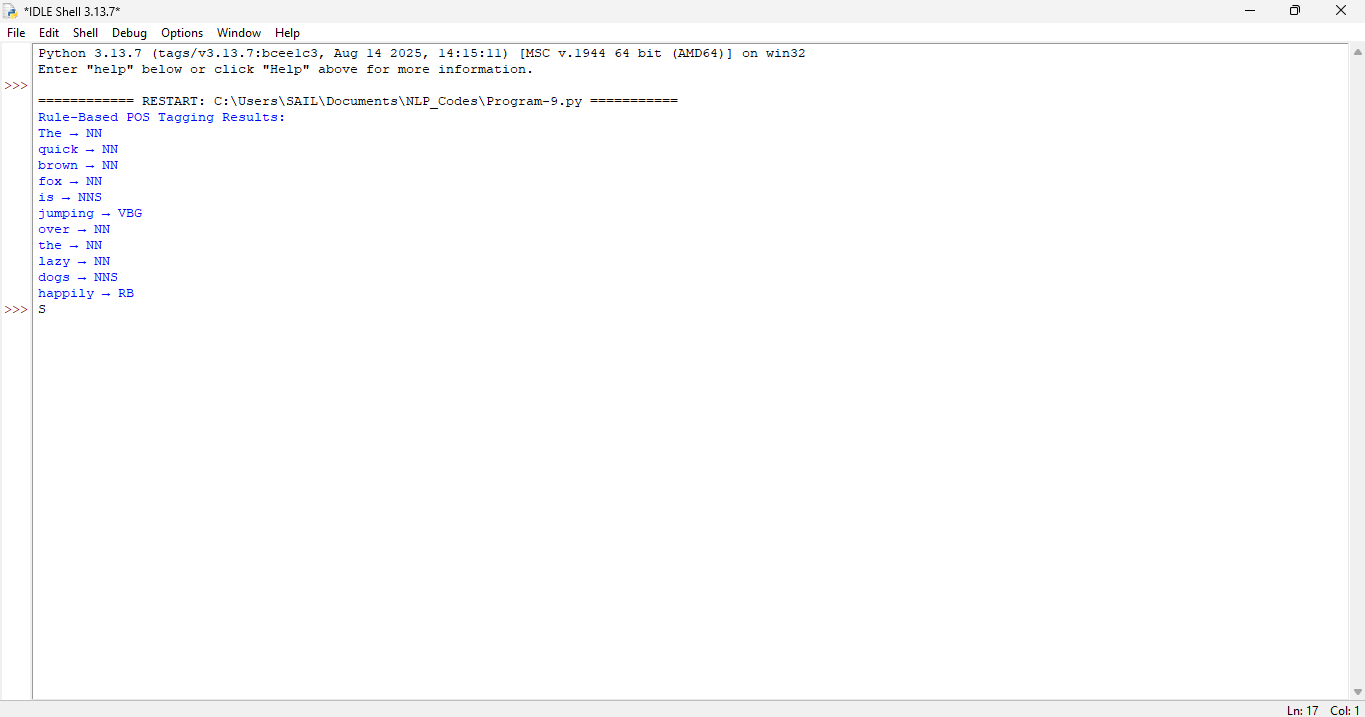 *IDLE Shell 3.13.7*
File Edit Shell Debug Options Window Help
Python 3.13.7 (tags/v3.13.7:bcee1c3, Aug 14 2025, 14:15:11) [MSC v.1944 64 bit (AMD64)] on win32
Enter "help" below or click "Help" above for more information.
>>>
============ RESTART: C:\Users\SAIL\Documents\NLP_Codes\Program-9.py ===========
Rule-Based POS Tagging Results:
The → NN
quick → NN
brown → NN
fox → NN
is → NNS
jumping → VBG
over → NN
the → NN
lazy → NN
dogs → NNS
happily → RB
>>> S
Ln: 17 Col: 1